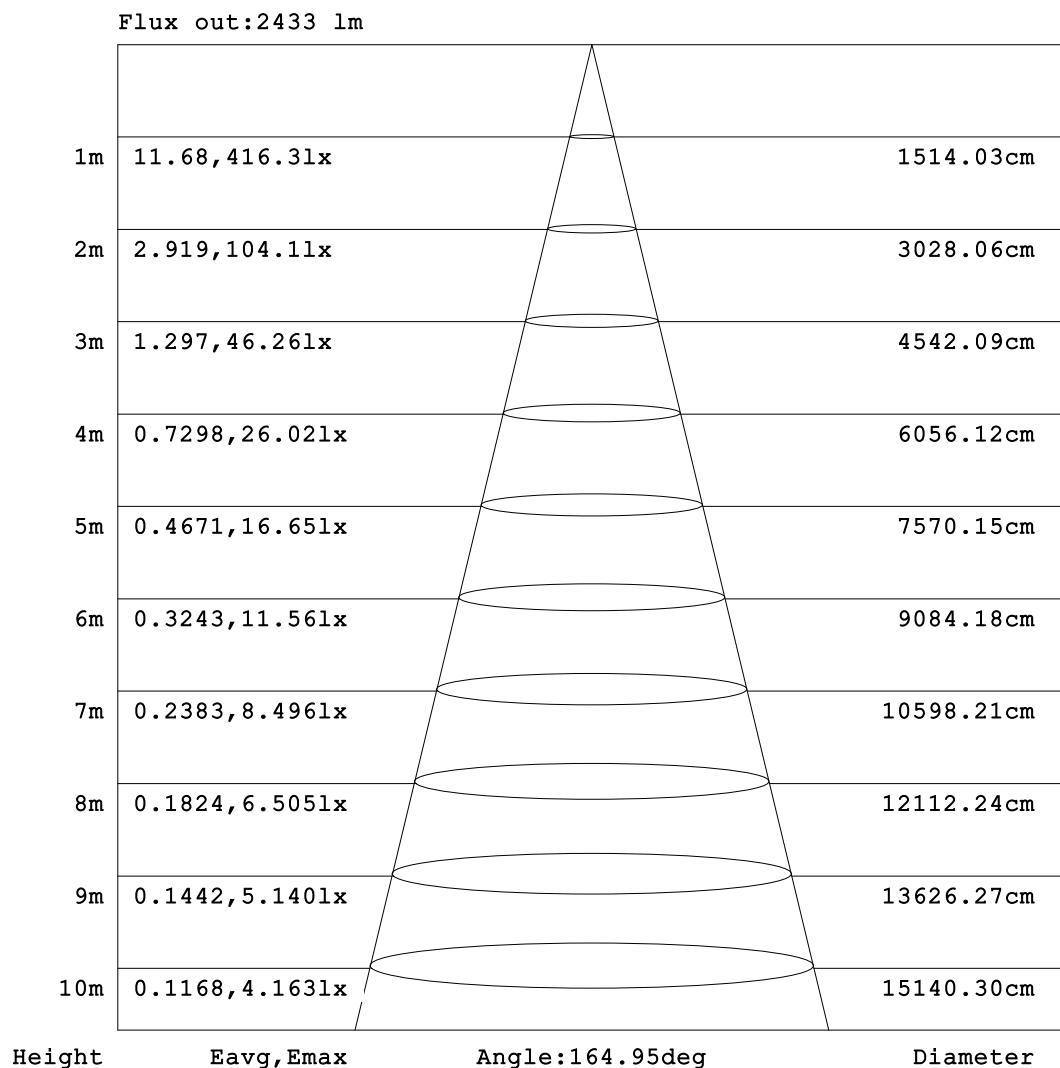 Flux out:2433 lm
1m 11.68,416.3lx 1514.03cm
2m 2.919,104.1lx 3028.06cm
3m 1.297,46.26lx 4542.09cm
4m 0.7298,26.02lx 6056.12cm
5m 0.4671,16.65lx 7570.15cm
6m 0.3243,11.56lx 9084.18cm
7m 0.2383,8.496lx 10598.21cm
8m 0.1824,6.505lx 12112.24cm
9m 0.1442,5.140lx 13626.27cm
10m 0.1168,4.163lx 15140.30cm
Height Eavg,Emax Angle:164.95deg Diameter